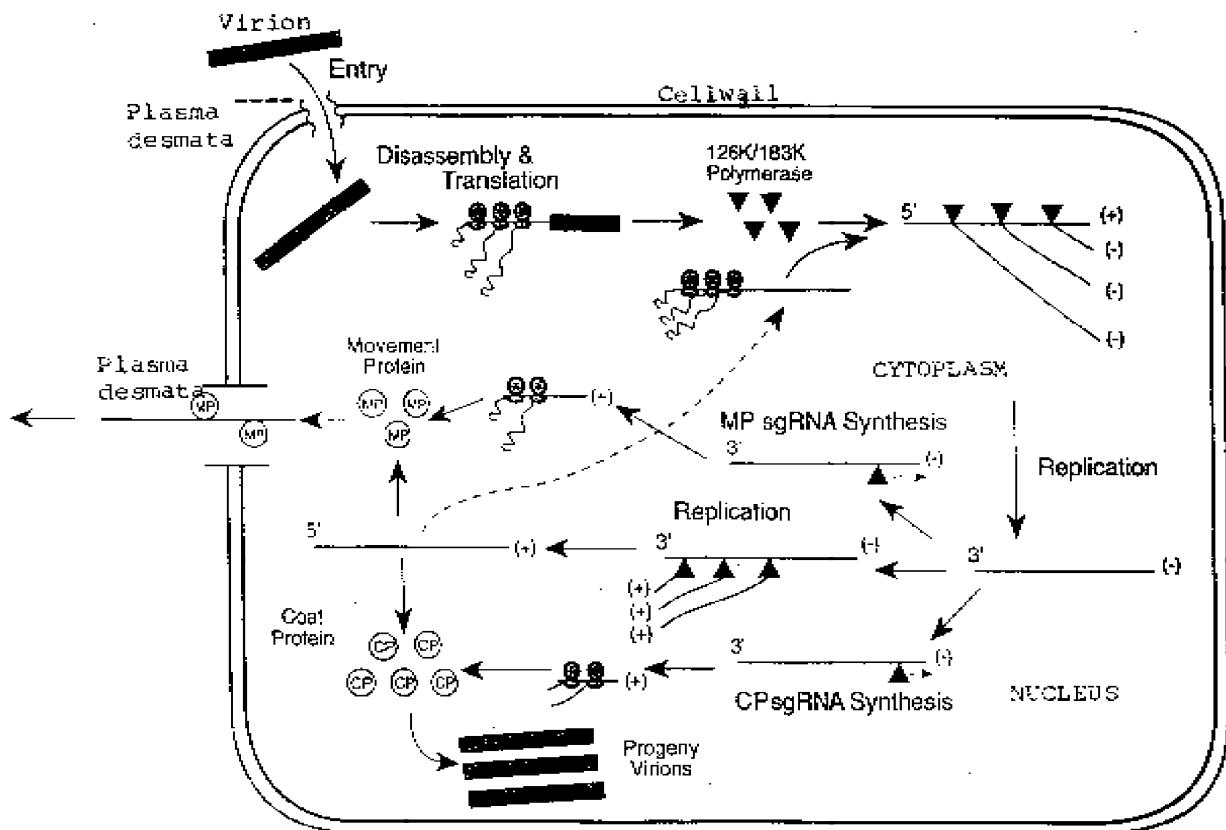 Virion
Entry
Plasma
desmata
Cellwall
Disassembly &
Translation
126K/183K
Polymerase
5'
(+)
(-)
(-)
(-)
Plasma
desmata
Movement
Protein
MP
MP
MP
MP
MP
(+)
CYTOPLASM
MP sgRNA Synthesis
3'
(-)
Replication
Replication
5'
(+)
3'
(-)
3'
(-)
(+)
(+)
(+)
Coat
Protein
CP
CP
CP
CP
CP
(+)
3'
(-)
CPsgRNA Synthesis
NUCLEUS
Progeny
Virions